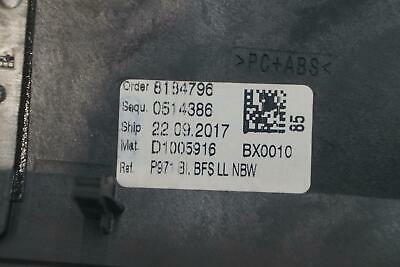 >PC+ABS<
Order 8184796
Sequ. 0514386
Ship 22.09.2017
Mat. D1005916 BX0010
Ref. P971 BI. BFS LL NBW
85